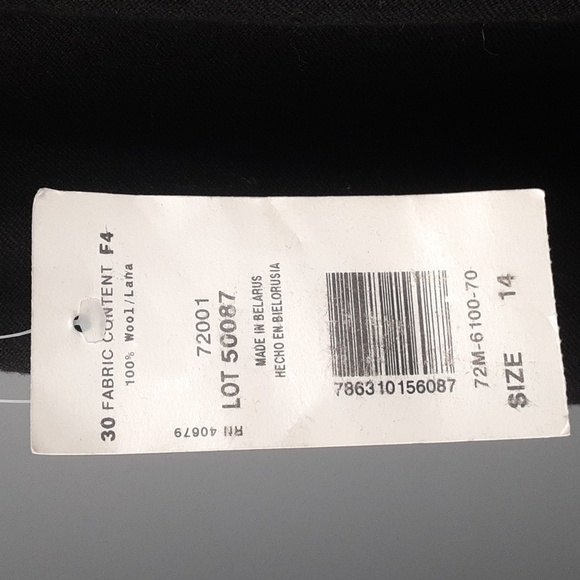 30 FABRIC CONTENT F4
100% Wool/Lana
72001
LOT 50087
MADE IN BELARUS
HECHO EN BIELORUSIA
786310156087
72M-6100-70
SIZE 14
RN 40679